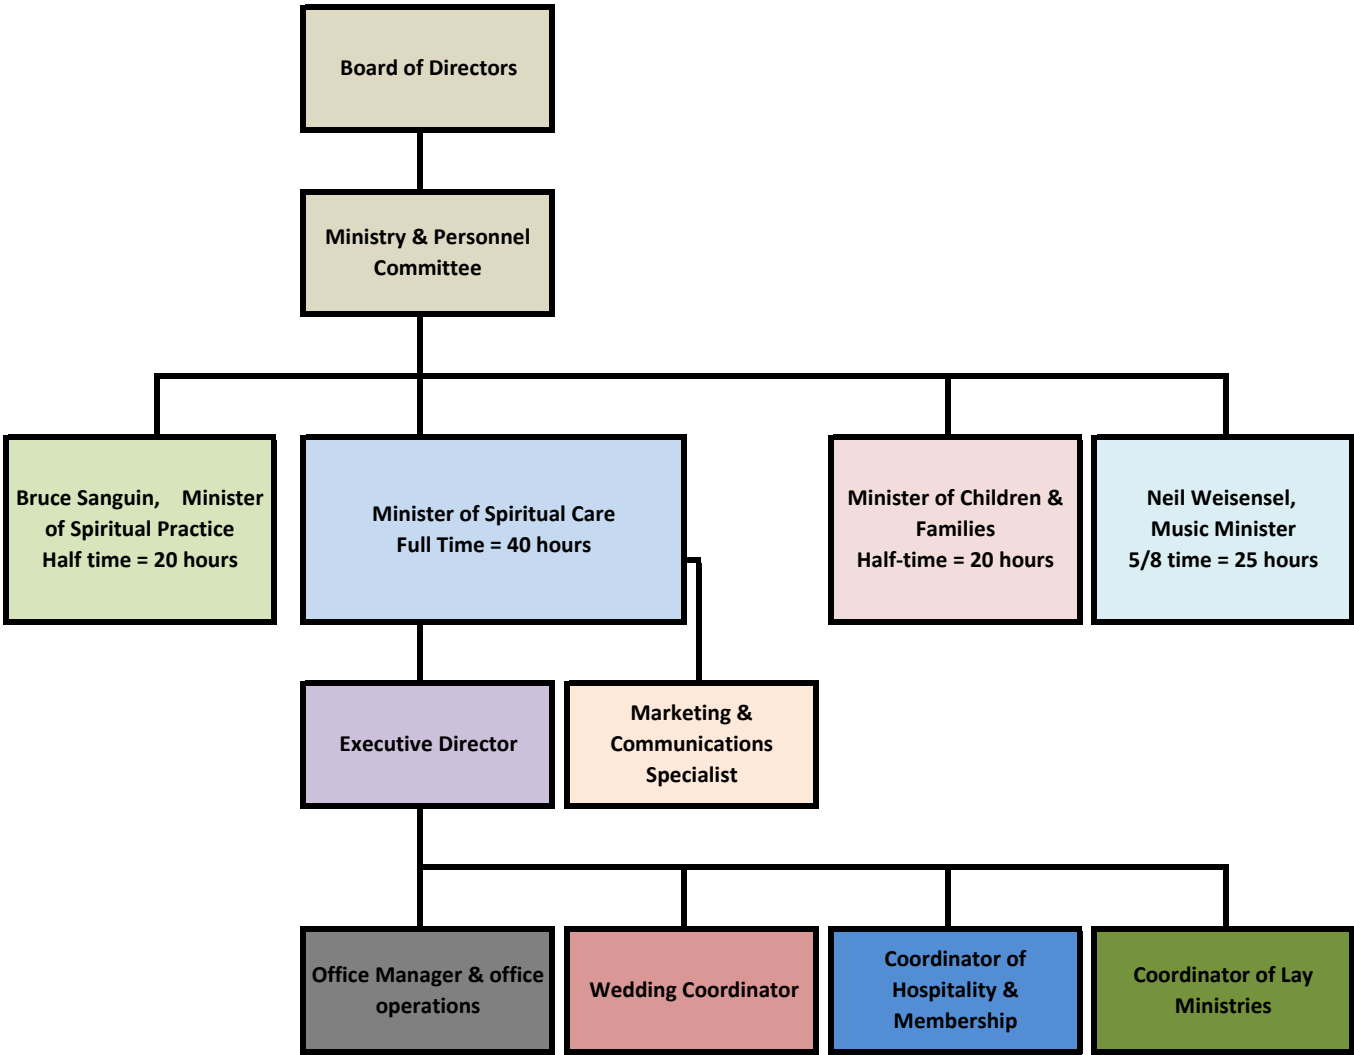 Board of Directors
Ministry & Personnel
Committee
Bruce Sanguin, Minister
of Spiritual Practice
Half time = 20 hours
Minister of Spiritual Care
Full Time = 40 hours
Minister of Children &
Families
Half-time = 20 hours
Neil Weisensel,
Music Minister
5/8 time = 25 hours
Executive Director
Marketing &
Communications
Specialist
Office Manager & office
operations
Wedding Coordinator
Coordinator of
Hospitality &
Membership
Coordinator of Lay
Ministries